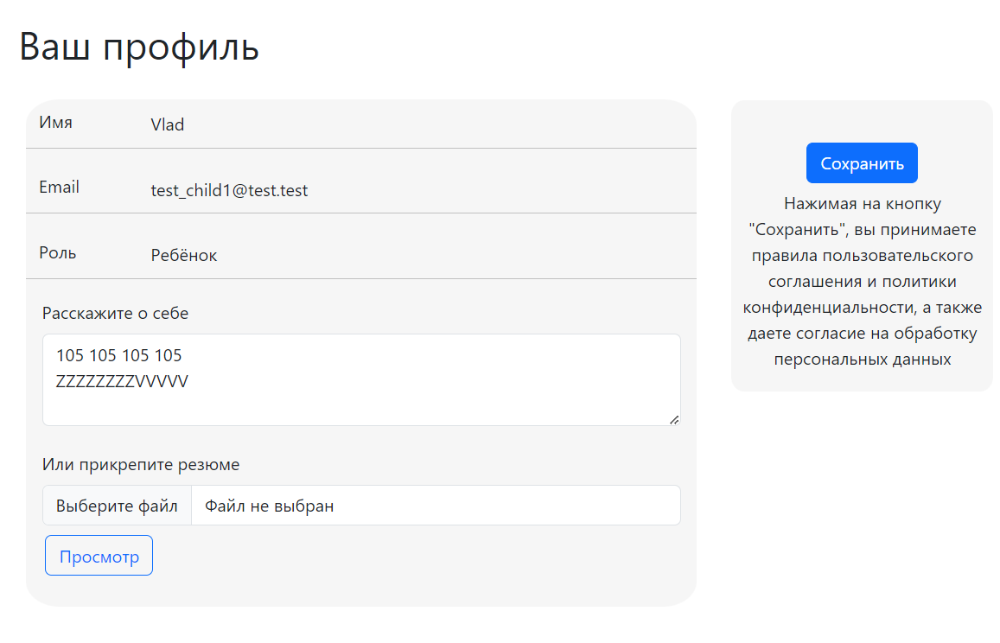 Ваш профиль
Имя
Vlad
Email
test_child1@test.test
Роль
Ребёнок
Расскажите о себе
105 105 105 105
ZZZZZZZZVVVVV
Или прикрепите резюме
Выберите файл
Файл не выбран
Просмотр
Сохранить
Нажимая на кнопку
"Сохранить", вы принимаете
правила пользовательского
соглашения и политики
конфиденциальности, а также
даете согласие на обработку
персональных данных